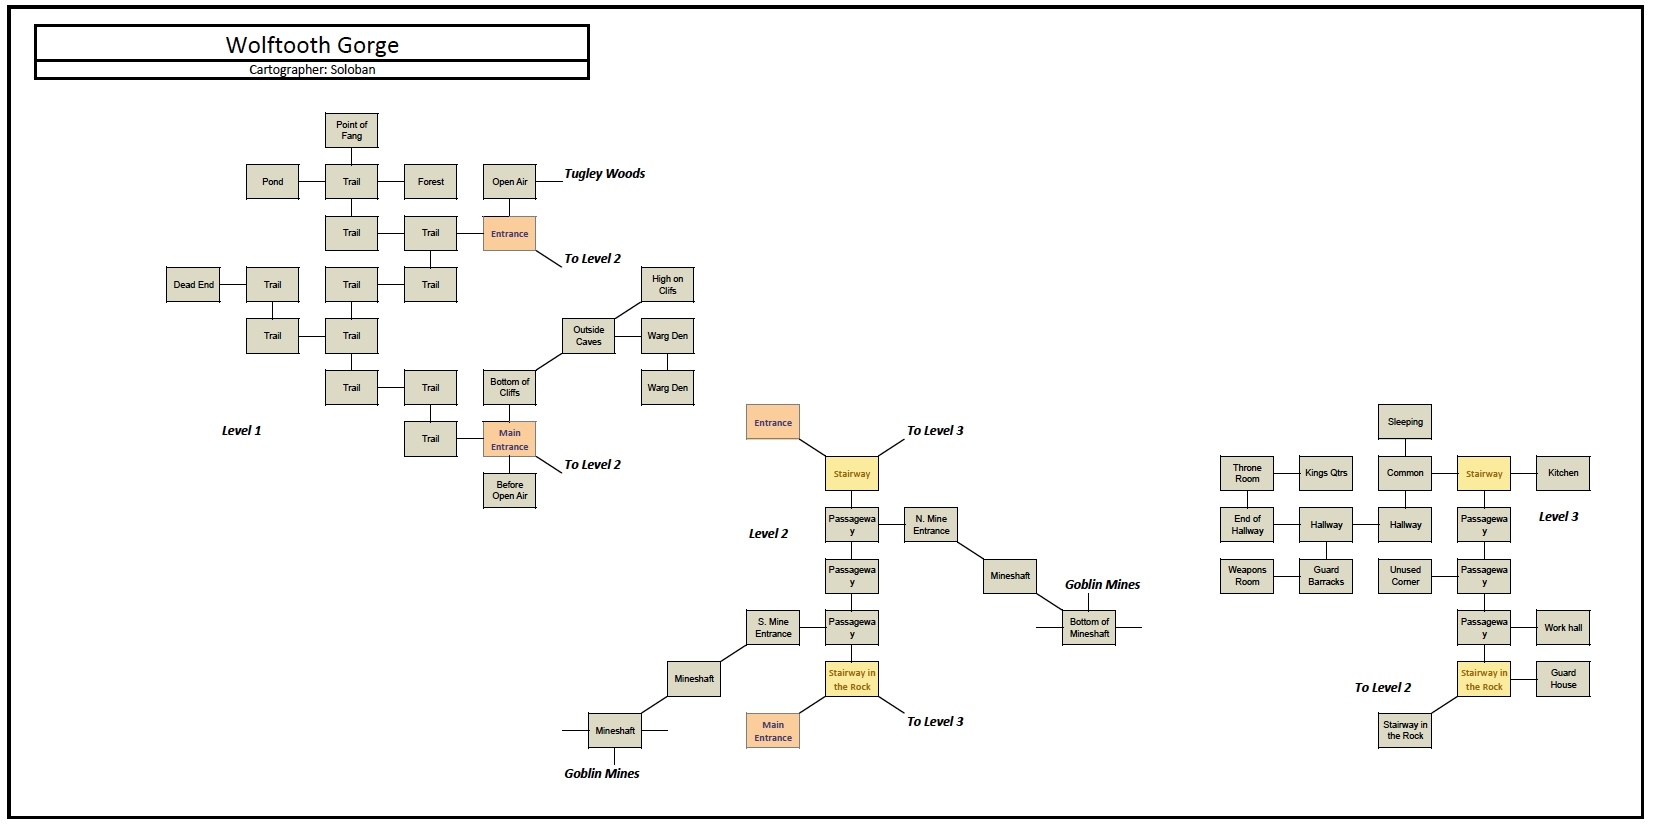 Wolftooth Gorge
Cartographer: Soloban
Point of
Fang
Pond
Trail
Forest
Open Air
Tugley Woods
Trail
Trail
Entrance
To Level 2
Dead End
Trail
Trail
Trail
High on
Clifs
Trail
Trail
Outside
Caves
Warg Den
Trail
Trail
Bottom of
Cliffs
Warg Den
Level 1
Trail
Main
Entrance
To Level 2
Before
Open Air
Entrance
To Level 3
Stairway
Level 2
Passagewa
y
N. Mine
Entrance
Passagewa
y
Mineshaft
Goblin Mines
S. Mine
Entrance
Passagewa
y
Bottom of
Mineshaft
Mineshaft
Stairway in
the Rock
Mineshaft
Main
Entrance
To Level 3
Goblin Mines
Sleeping
Throne
Room
Kings Qtrs
Common
Stairway
Kitchen
End of
Hallway
Hallway
Hallway
Passagewa
y
Level 3
Weapons
Room
Guard
Barracks
Unused
Corner
Passagewa
y
Passagewa
y
Work hall
To Level 2
Stairway in
the Rock
Guard
House
Stairway in
the Rock